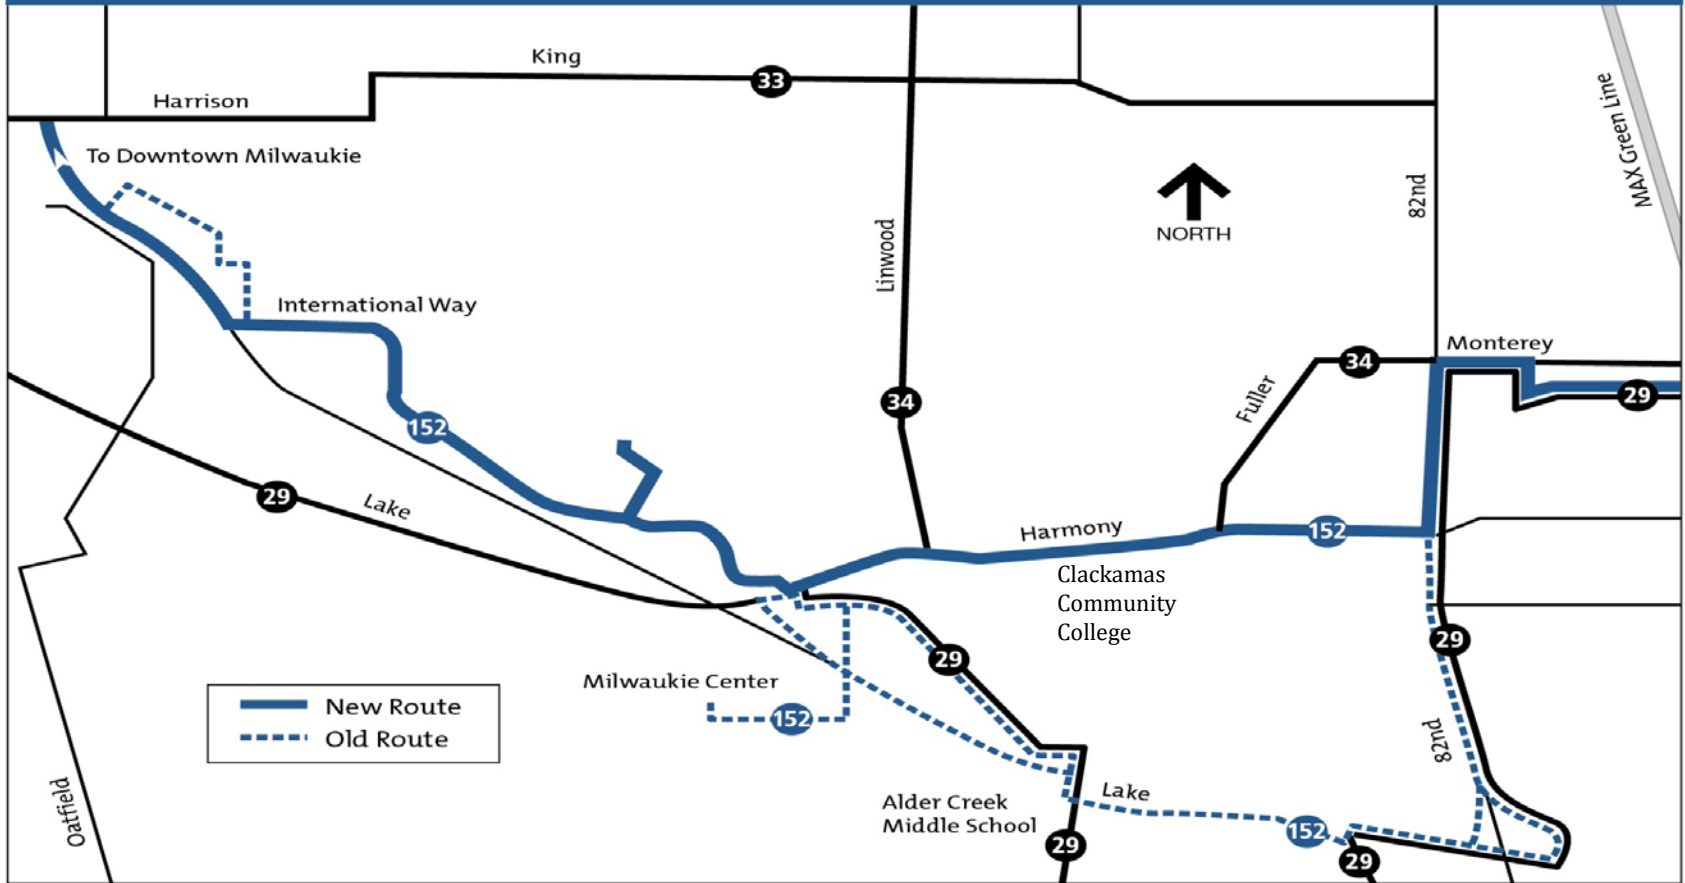 King
33
Harrison
MAX Green Line
To Downtown Milwaukie
82nd
NORTH
Linwood
International Way
Monterey
34
29
Fuller
34
152
29
Lake
Harmony
152
Clackamas
Community
College
29
29
Milwaukie Center
152
New Route
Old Route
82nd
Oatfield
Lake
Alder Creek
Middle School
152
29
29